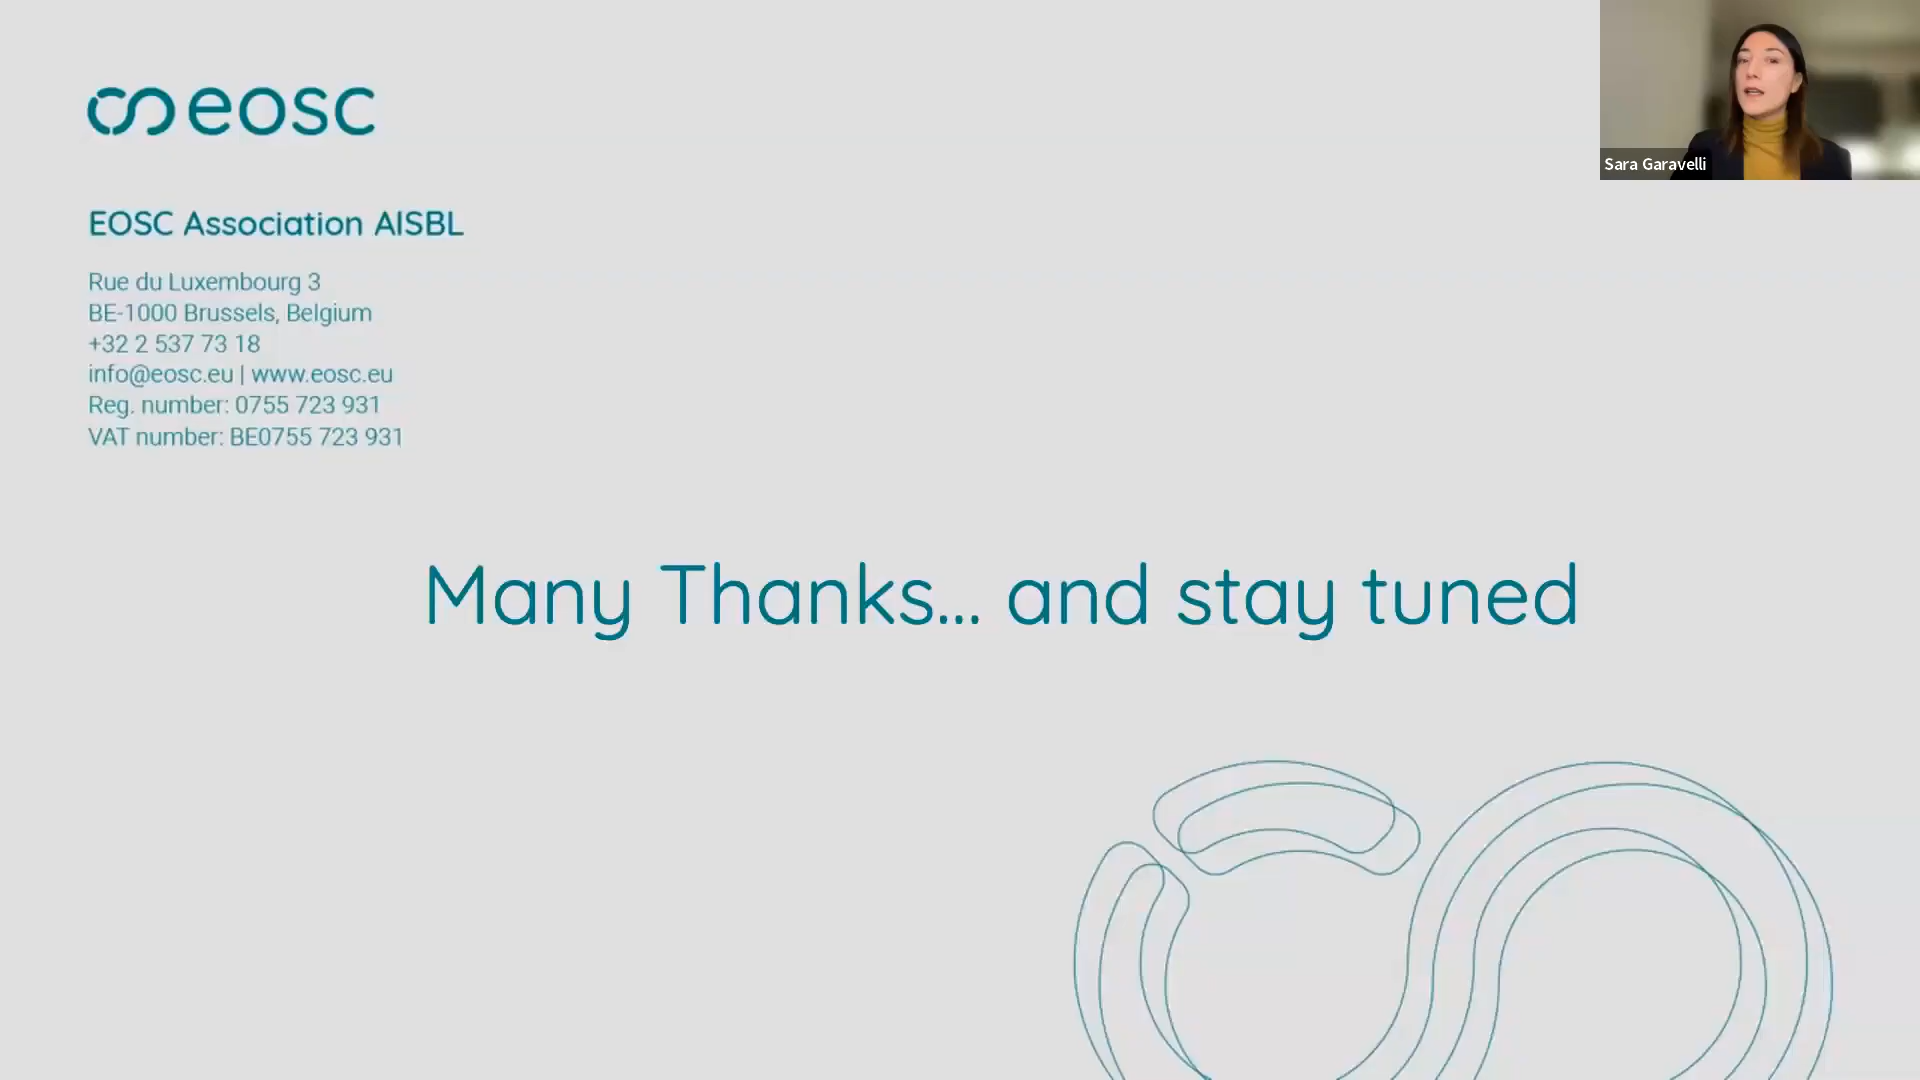 eosc
Sara Garavelli
EOSC Association AISBL
Rue du Luxembourg 3
BE-1000 Brussels, Belgium
+32 2 537 73 18
info@eosc.eu | www.eosc.eu
Reg. number: 0755 723 931
VAT number: BE0755 723 931
Many Thanks... and stay tuned